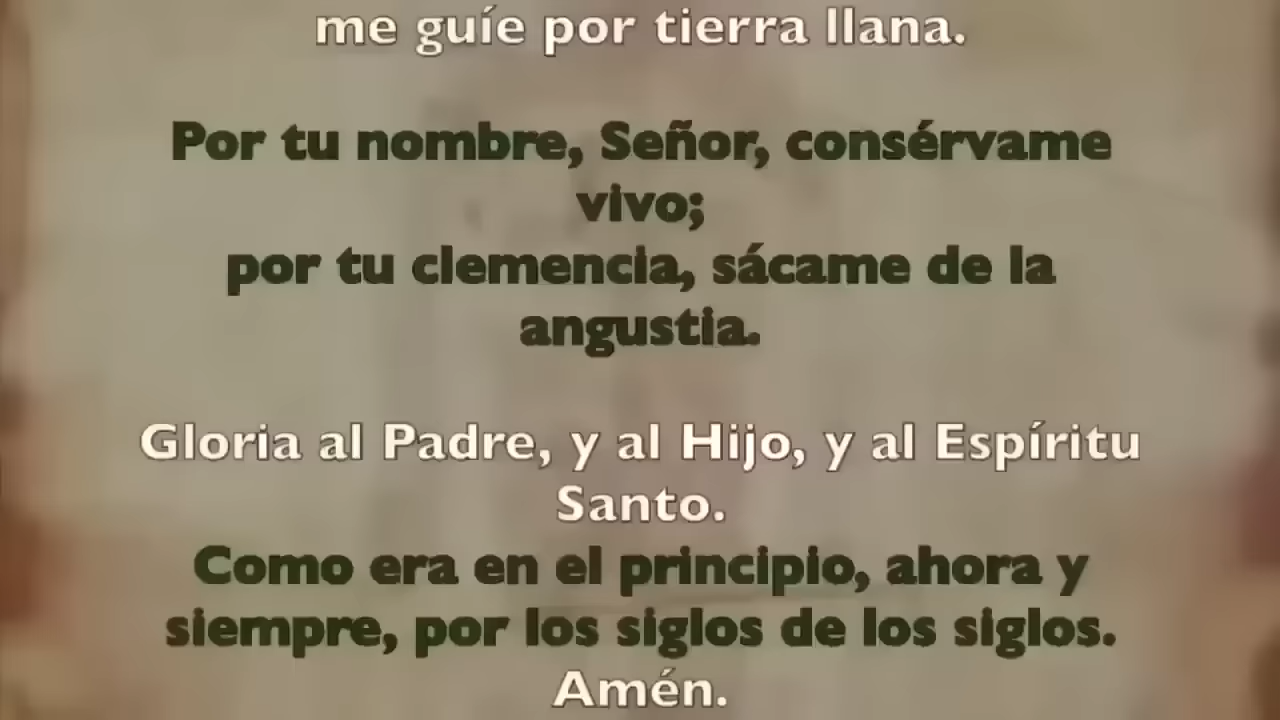 me guíe por tierra llana.
Por tu nombre, Señor, consérvame
vivo;
por tu clemencia, sácame de la
angustia.
Gloria al Padre, y al Hijo, y al Espíritu
Santo.
Como era en el principio, ahora y
siempre, por los siglos de los siglos.
Amén.